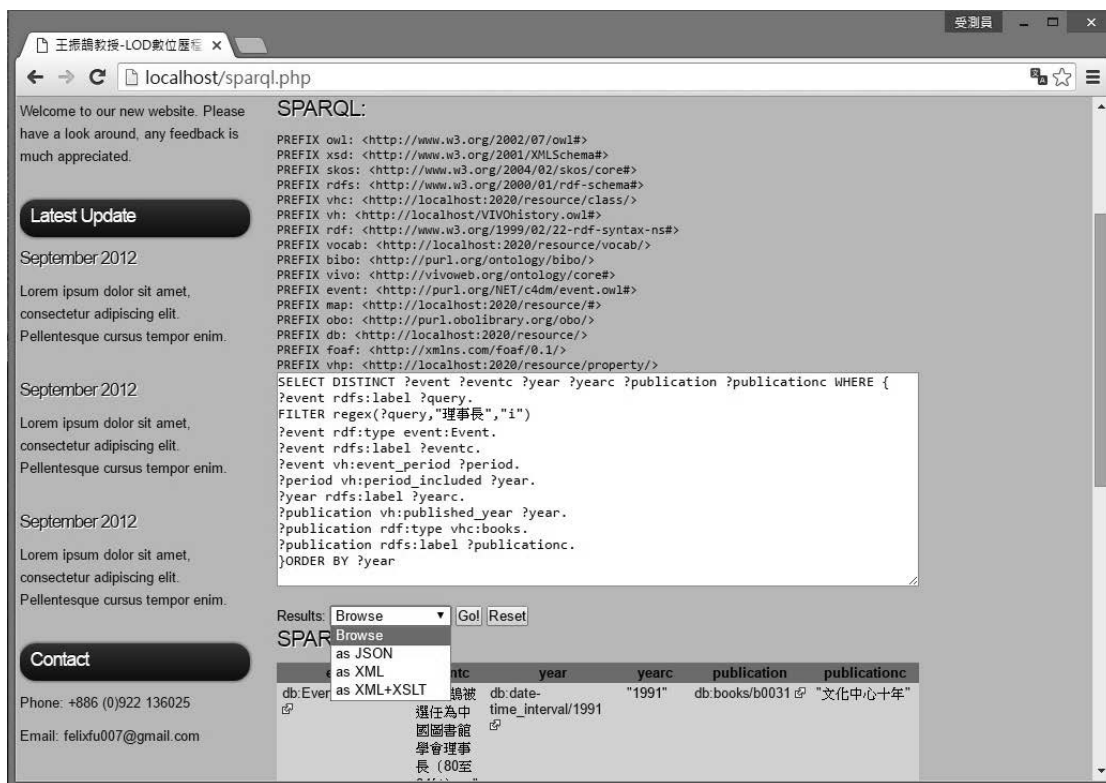 受測員
王振鵠教授-LOD數位歷程
localhost/sparql.php
Welcome to our new website. Please
have a look around, any feedback is
much appreciated.
Latest Update
September 2012
Lorem ipsum dolor sit amet,
consectetur adipiscing elit.
Pellentesque cursus tempor enim.
September 2012
Lorem ipsum dolor sit amet,
consectetur adipiscing elit.
Pellentesque cursus tempor enim.
September 2012
Lorem ipsum dolor sit amet,
consectetur adipiscing elit.
Pellentesque cursus tempor enim.
Contact
Phone: +886 (0)922 136025
Email: felixfu007@gmail.com
SPARQL:
PREFIX owl: <http://www.w3.org/2002/07/owl#>
PREFIX xsd: <http://www.w3.org/2001/XMLSchema#>
PREFIX skos: <http://www.w3.org/2004/02/skos/core#>
PREFIX rdfs: <http://www.w3.org/2000/01/rdf-schema#>
PREFIX vhc: <http://localhost:2020/resource/class/>
PREFIX vh: <http://localhost/VIVOhistory.owl#>
PREFIX rdf: <http://www.w3.org/1999/02/22-rdf-syntax-ns#>
PREFIX vocab: <http://localhost:2020/resource/vocab/>
PREFIX bibo: <http://purl.org/ontology/bibo/>
PREFIX vivo: <http://vivoweb.org/ontology/core#>
PREFIX event: <http://purl.org/NET/c4dm/event.owl#>
PREFIX map: <http://localhost:2020/resource/#>
PREFIX obo: <http://purl.obolibrary.org/obo/>
PREFIX db: <http://localhost:2020/resource/>
PREFIX foaf: <http://xmlns.com/foaf/0.1/>
PREFIX vhp: <http://localhost:2020/resource/property/>
SELECT DISTINCT ?event ?eventc ?year ?yearc ?publication ?publicationc WHERE {
?event rdfs:label ?query.
FILTER regex(?query,"理事長","i")
?event rdf:type event:Event.
?event rdfs:label ?eventc.
?event vh:event_period ?period.
?period vh:period_included ?year.
?year rdfs:label ?yearc.
?publication vh:published_year ?year.
?publication rdf:type vhc:books.
?publication rdfs:label ?publicationc.
}ORDER BY ?year
Results: Browse Go! Reset
Browse
as JSON
as XML
as XML+XSLT
SPAR
e ntc year yearc publication publicationc
db:Ever 鵠被 db:date- "1991" db:books/b0031 "文化中心十年"
選任為中 time_interval/1991
國圖書館
學會理事
長（80至